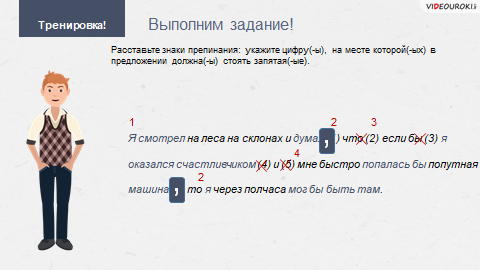 Тренировка!
Выполним задание!
VIDEOUROKI
Расставьте знаки препинания: укажите цифру(-ы), на месте которой(-ых) в
предложении должна(-ы) стоять запятая(-ые).
1 2 3
Я смотрел на леса на склонах и думал , ) что (2) если бы (3) я
4
оказался счастливчиком (4) и (5) мне быстро попалась бы попутная
2
машина , то я через полчаса мог бы быть там.